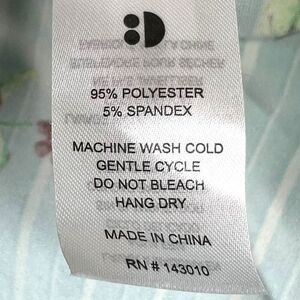 95% POLYESTER
5% SPANDEX
MACHINE WASH COLD
GENTLE CYCLE
DO NOT BLEACH
HANG DRY
MADE IN CHINA
RN # 143010